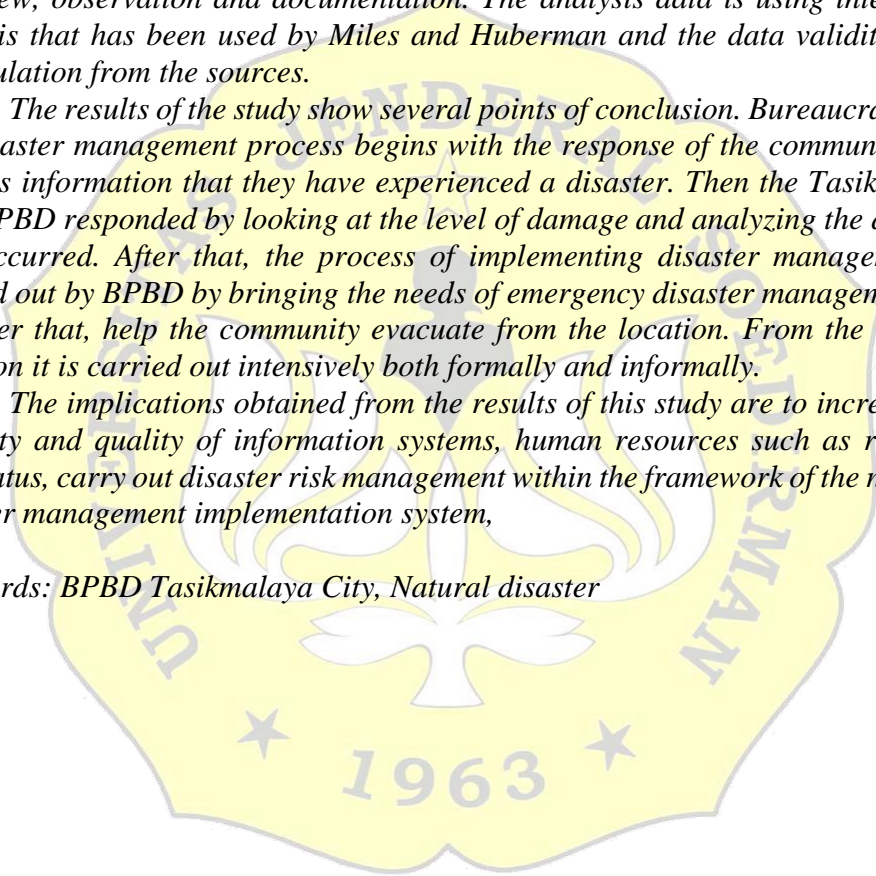 ew, observation and documentation. The analysis data is using inte
is that has been used by Miles and Huberman and the data validit
ulation from the sources.
The results of the study show several points of conclusion. Bureaucra
aster management process begins with the response of the commun
s information that they have experienced a disaster. Then the Tasik
PBD responded by looking at the level of damage and analyzing the
ccurred. After that, the process of implementing disaster manage
d out by BPBD by bringing the needs of emergency disaster managem
er that, help the community evacuate from the location. From the
on it is carried out intensively both formally and informally.
The implications obtained from the results of this study are to incre
ty and quality of information systems, human resources such as r
atus, carry out disaster risk management within the framework of the n
er management implementation system,
rds: BPBD Tasikmalaya City, Natural disaster
UNIVERSITAS JENDERAL SOEDIRMAN
1963